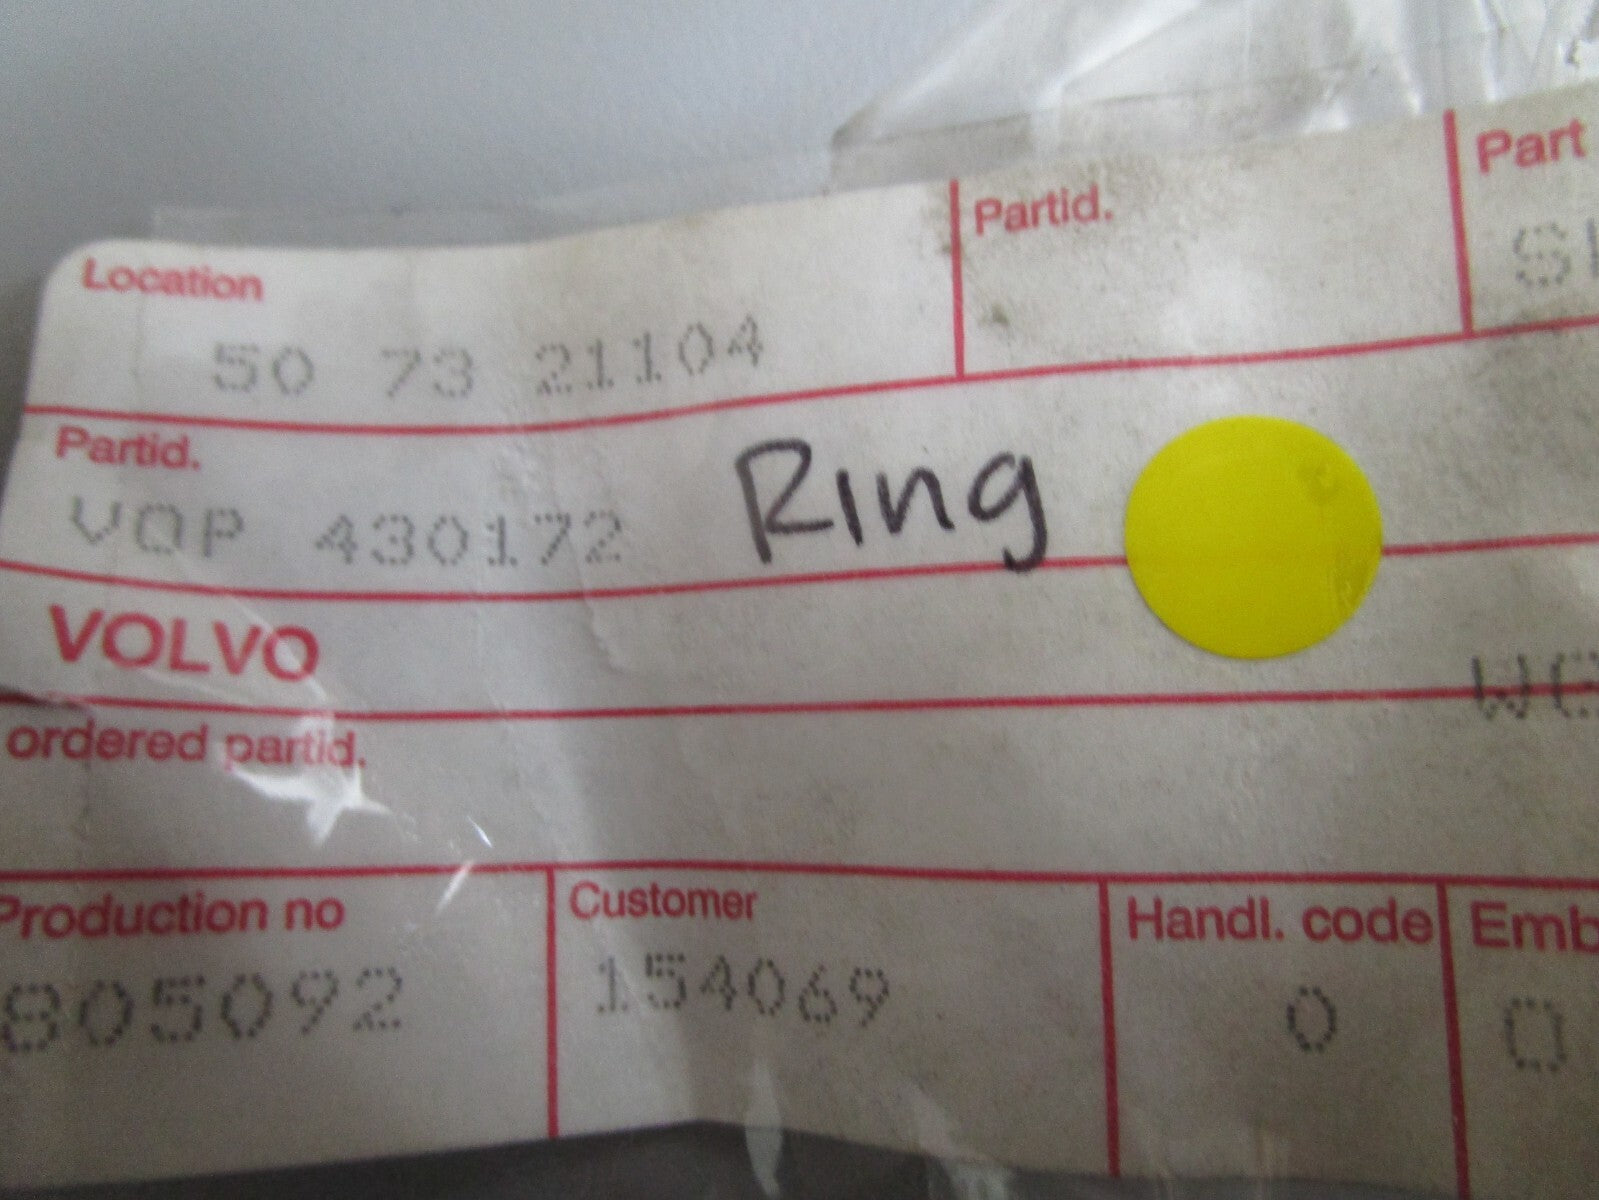 Location
Partid.
Part
50 73 21104
Partid.
VOP 430172
Ring
VOLVO
ordered partid.
Production no
Customer
Handl. code
805092
154069
0
0